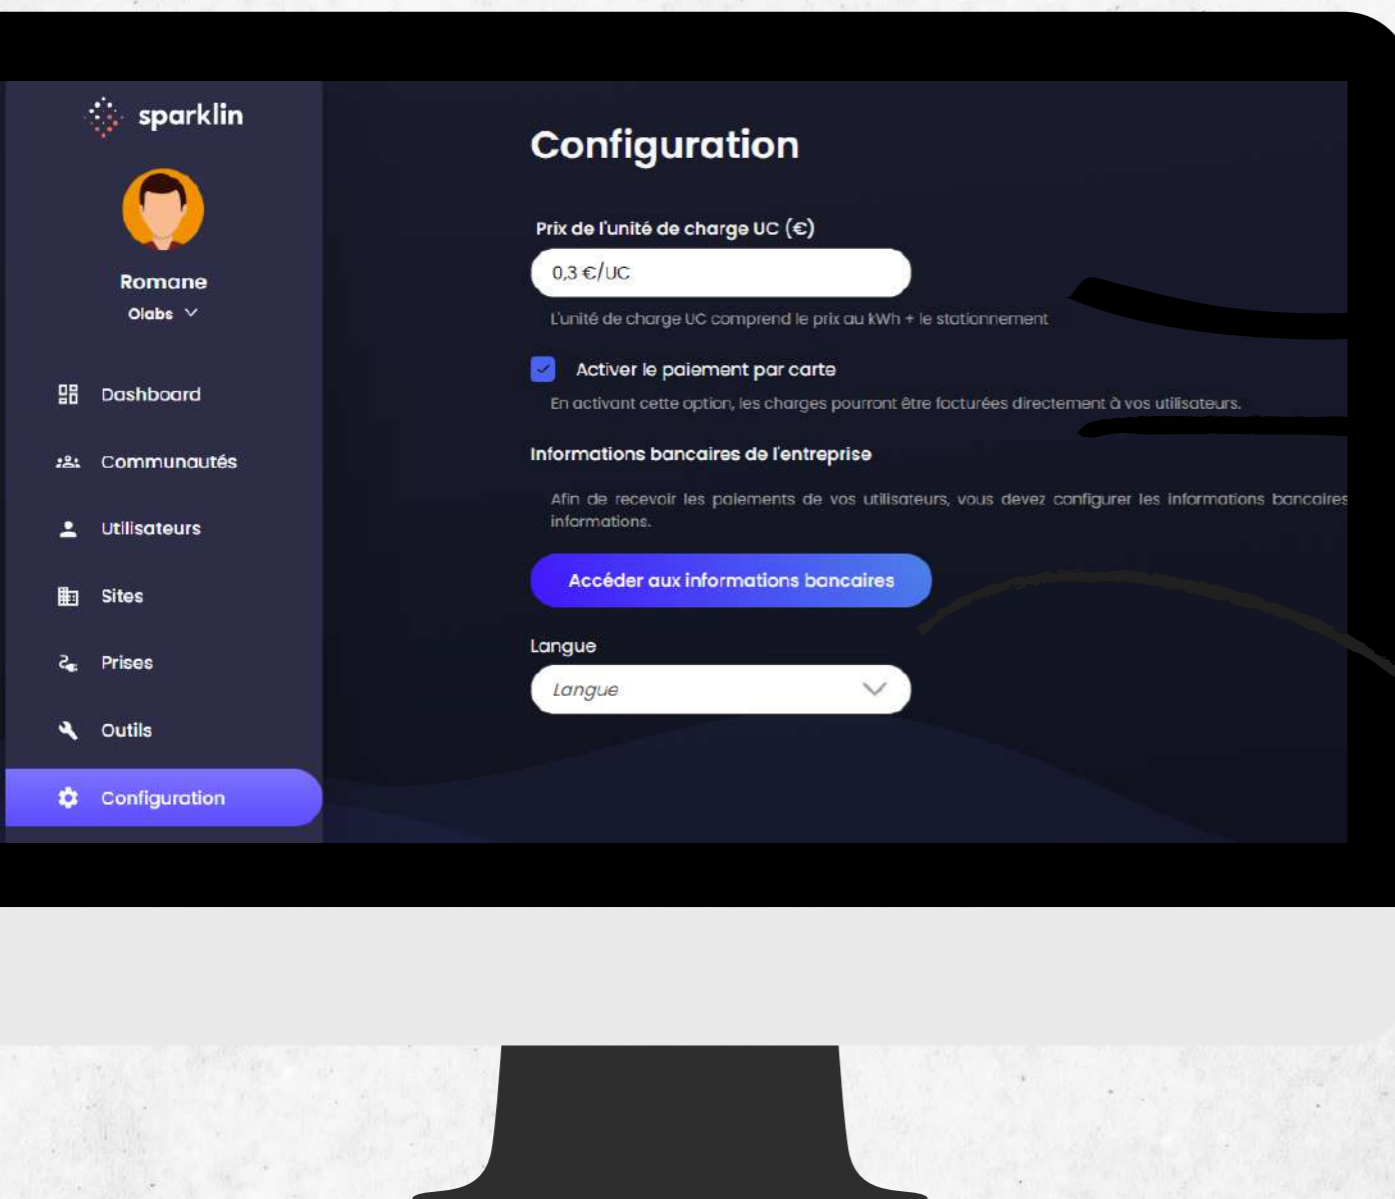 sparklin
Romane
Olabs
Dashboard
Communautés
Utilisateurs
Sites
Prises
Outils
Configuration
Configuration
Prix de l'unité de charge UC (€)
0,3 €/UC
L'unité de charge UC comprend le prix au kWh + le stationnement
Activer le paiement par carte
En activant cette option, les charges pourront être facturées directement à vos utilisateurs.
Informations bancaires de l'entreprise
Afin de recevoir les paiements de vos utilisateurs, vous devez configurer les informations bancaires
informations.
Accéder aux informations bancaires
Langue
Langue